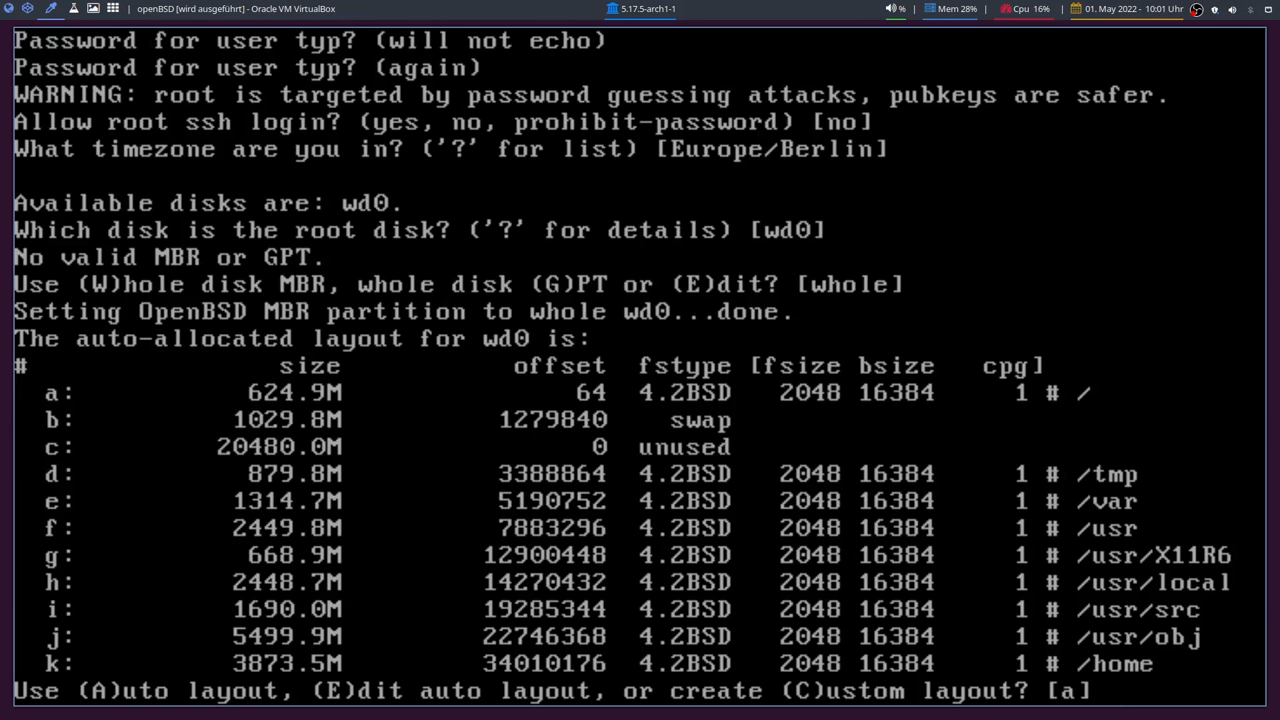 openBSD [wird ausgeführt] - Oracle VM VirtualBox
5.17.5-arch1-1
% Mem 28% Cpu 16% 01. May 2022 - 10:01 Uhr
Password for user typ? (will not echo)
Password for user typ? (again)
WARNING: root is targeted by password guessing attacks, pubkeys are safer.
Allow root ssh login? (yes, no, prohibit-password) [no]
What timezone are you in? ('?' for list) [Europe/Berlin]
Available disks are: wd0.
Which disk is the root disk? ('?' for details) [wd0]
No valid MBR or GPT.
Use (W)hole disk MBR, whole disk (G)PT or (E)dit? [whole]
Setting OpenBSD MBR partition to whole wd0...done.
The auto-allocated layout for wd0 is:
# size offset fstype [fsize bsize cpg]
a: 624.9M 64 4.2BSD 2048 16384 1 # /
b: 1029.8M 1279840 swap
c: 20480.0M 0 unused
d: 879.8M 3388864 4.2BSD 2048 16384 1 # /tmp
e: 1314.7M 5190752 4.2BSD 2048 16384 1 # /var
f: 2449.8M 7883296 4.2BSD 2048 16384 1 # /usr
g: 668.9M 12900448 4.2BSD 2048 16384 1 # /usr/X11R6
h: 2448.7M 14270432 4.2BSD 2048 16384 1 # /usr/local
i: 1690.0M 19285344 4.2BSD 2048 16384 1 # /usr/src
j: 5499.9M 22746368 4.2BSD 2048 16384 1 # /usr/obj
k: 3873.5M 34010176 4.2BSD 2048 16384 1 # /home
Use (A)uto layout, (E)dit auto layout, or create (C)ustom layout? [a]